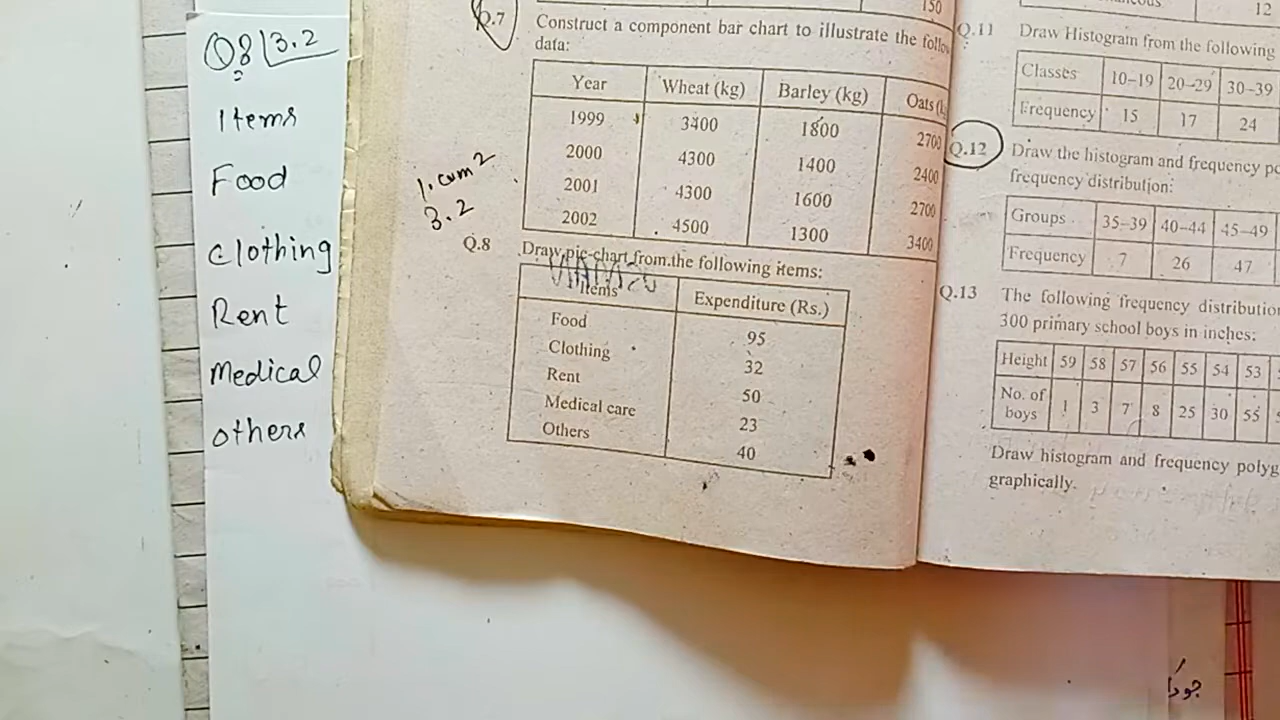 Q8 3.2
Items
Food
Clothing
Rent
Medical
others
1. cum 2
3.2
150
Q.7 Construct a component bar chart to illustrate the follow
data:
Year Wheat (kg) Barley (kg) Oats (k
1999 3400 1800 2700
2000 4300 1400 2400
2001 4300 1600 2700
2002 4500 1300 3400
Q.8 Draw pie-chart from the following items:
Items Expenditure (Rs.)
Food 95
Clothing 32
Rent 50
Medical care 23
Others 40
12
Q.11 Draw Histogram from the following
Classes 10–19 20–29 30–39
Frequency 15 17 24
Q.12 Draw the histogram and frequency po
frequency distribution:
Groups 35–39 40–44 45–49
Frequency 7 26 47
Q.13 The following frequency distribution
300 primary school boys in inches:
Height 59 58 57 56 55 54 53
No. of boys 1 3 7 8 25 30 55
Draw histogram and frequency polyg
graphically.